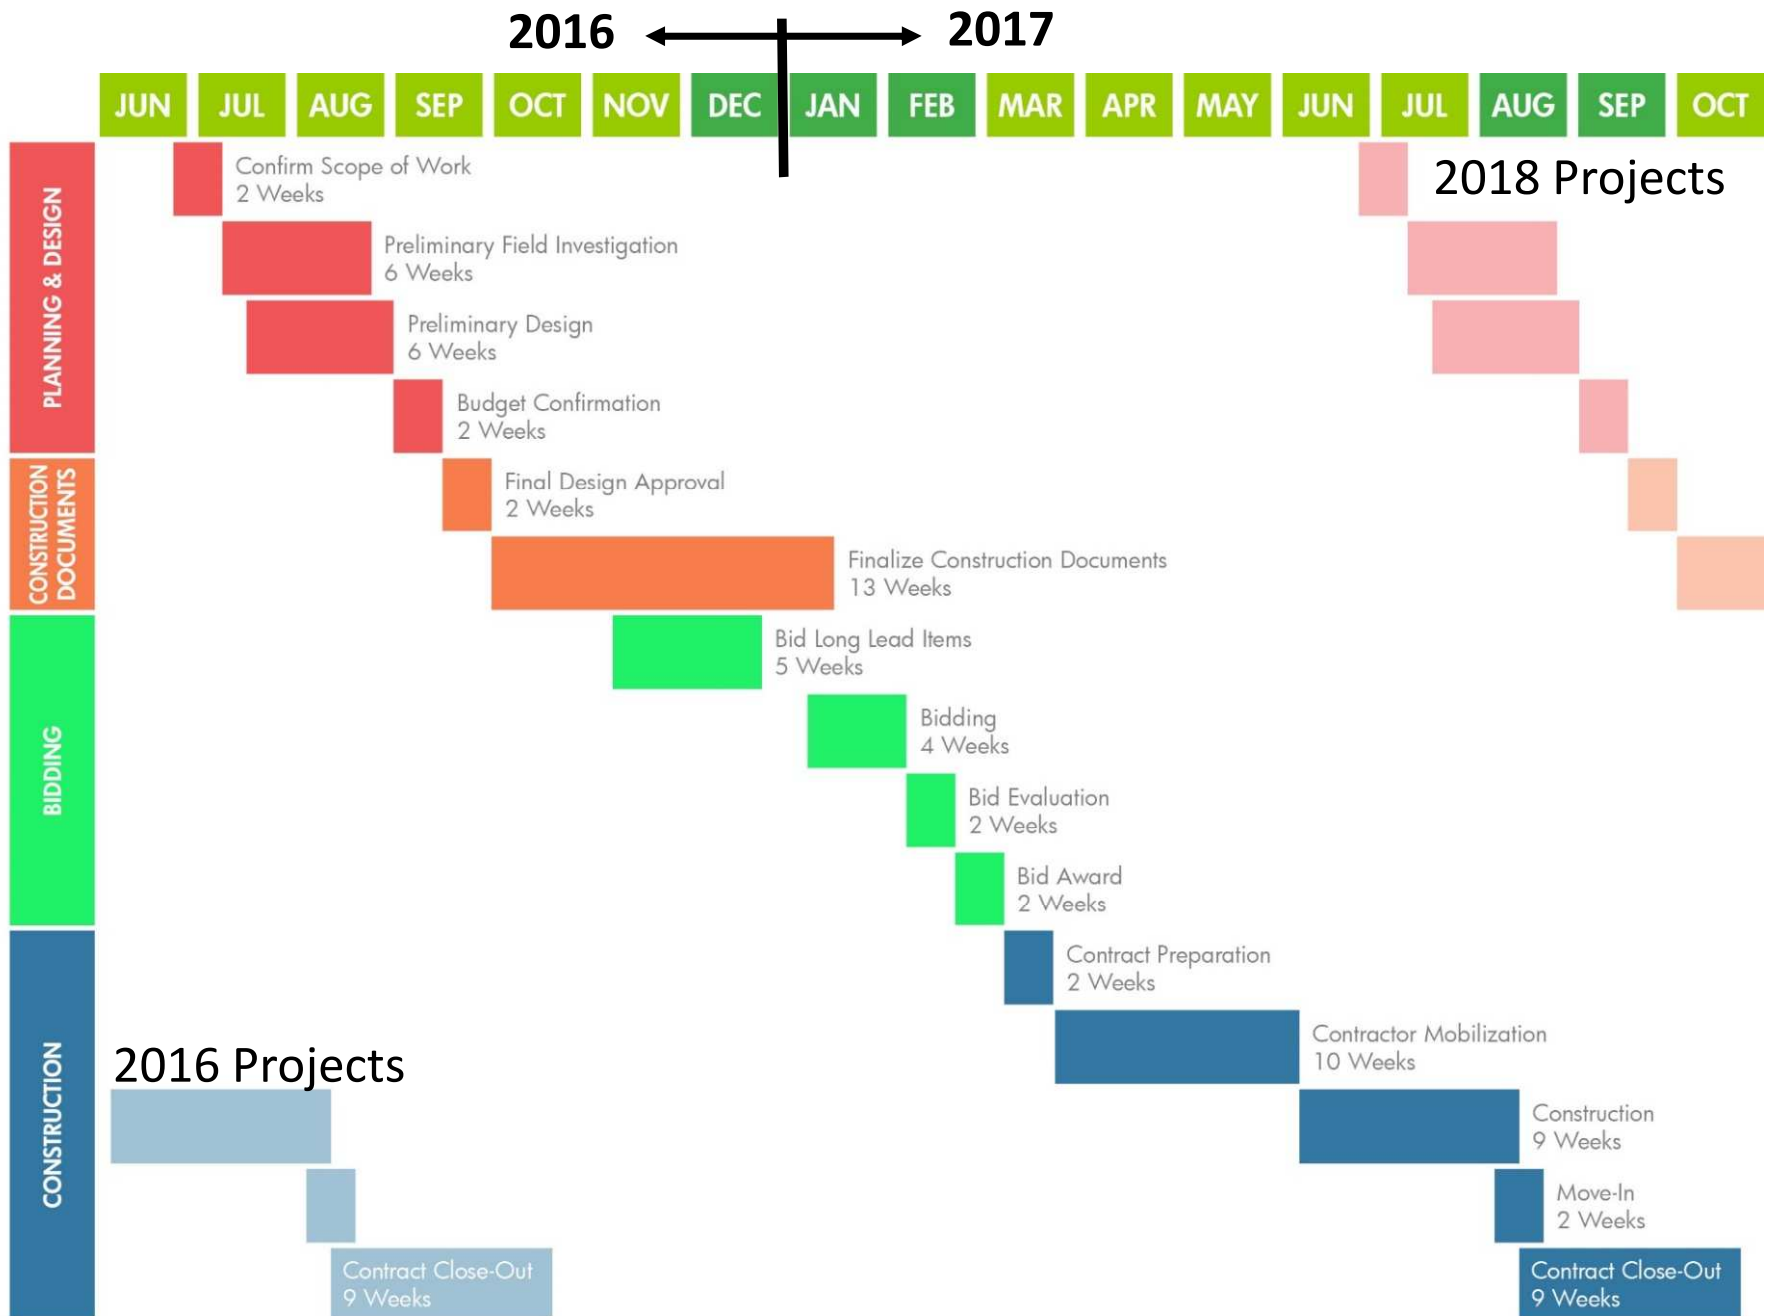 2016
2017
JUN JUL AUG SEP OCT NOV DEC JAN FEB MAR APR MAY JUN JUL AUG SEP OCT
PLANNING & DESIGN
Confirm Scope of Work
2 Weeks
2018 Projects
Preliminary Field Investigation
6 Weeks
Preliminary Design
6 Weeks
Budget Confirmation
2 Weeks
CONSTRUCTION
DOCUMENTS
Final Design Approval
2 Weeks
Finalize Construction Documents
13 Weeks
BIDDING
Bid Long Lead Items
5 Weeks
Bidding
4 Weeks
Bid Evaluation
2 Weeks
Bid Award
2 Weeks
CONSTRUCTION
Contract Preparation
2 Weeks
Contractor Mobilization
10 Weeks
2016 Projects
Construction
9 Weeks
Move-In
2 Weeks
Contract Close-Out
9 Weeks
Contract Close-Out
9 Weeks